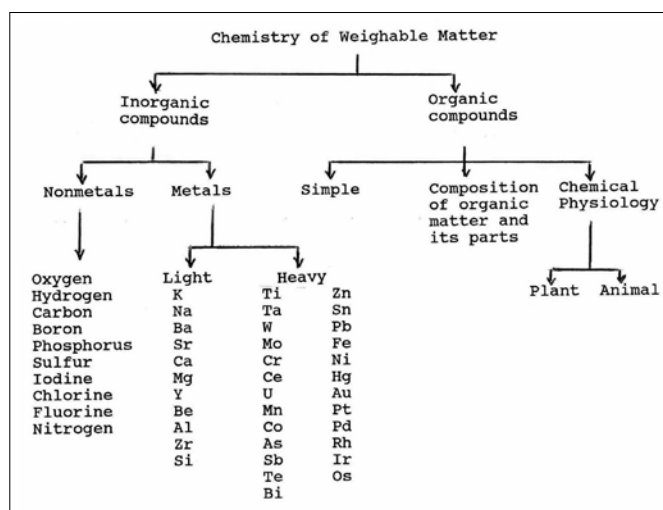 Chemistry of Weighable Matter
Inorganic
compounds
Organic
compounds
Nonmetals
Metals
Simple
Composition
of organic
matter and
its parts
Chemical
Physiology
Oxygen
Hydrogen
Carbon
Boron
Phosphorus
Sulfur
Iodine
Chlorine
Fluorine
Nitrogen
Light
K
Na
Ba
Sr
Ca
Mg
Y
Be
Al
Zr
Si
Heavy
Ti
Ta
W
Mo
Cr
Ce
U
Mn
Co
As
Sb
Te
Bi
Zn
Sn
Pb
Fe
Ni
Hg
Au
Pt
Pd
Rh
Ir
Os
Plant
Animal